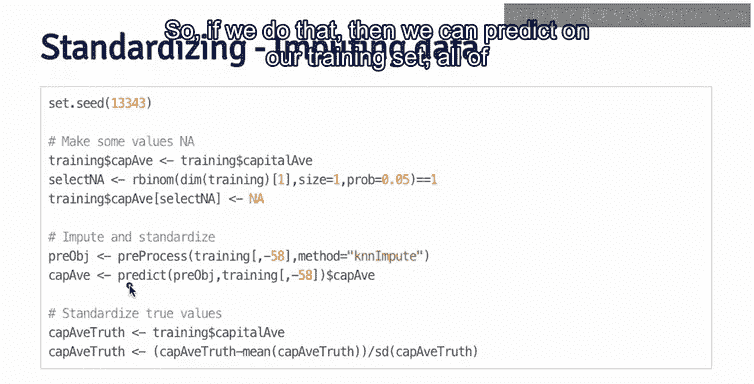 So, if we do that, then we can predict on
our training set, all of
Standardizing - Imputing data
set.seed(13343)
# Make some values NA
training$capAve <- training$capitalAve
selectNA <- rbinom(dim(training)[1],size=1,prob=0.05)==1
training$capAve[selectNA] <- NA
# Impute and standardize
preObj <- preProcess(training[,-58],method="knnImpute")
capAve <- predict(preObj,training[,-58])$capAve
# Standardize true values
capAveTruth <- training$capitalAve
capAveTruth <- (capAveTruth-mean(capAveTruth))/sd(capAveTruth)